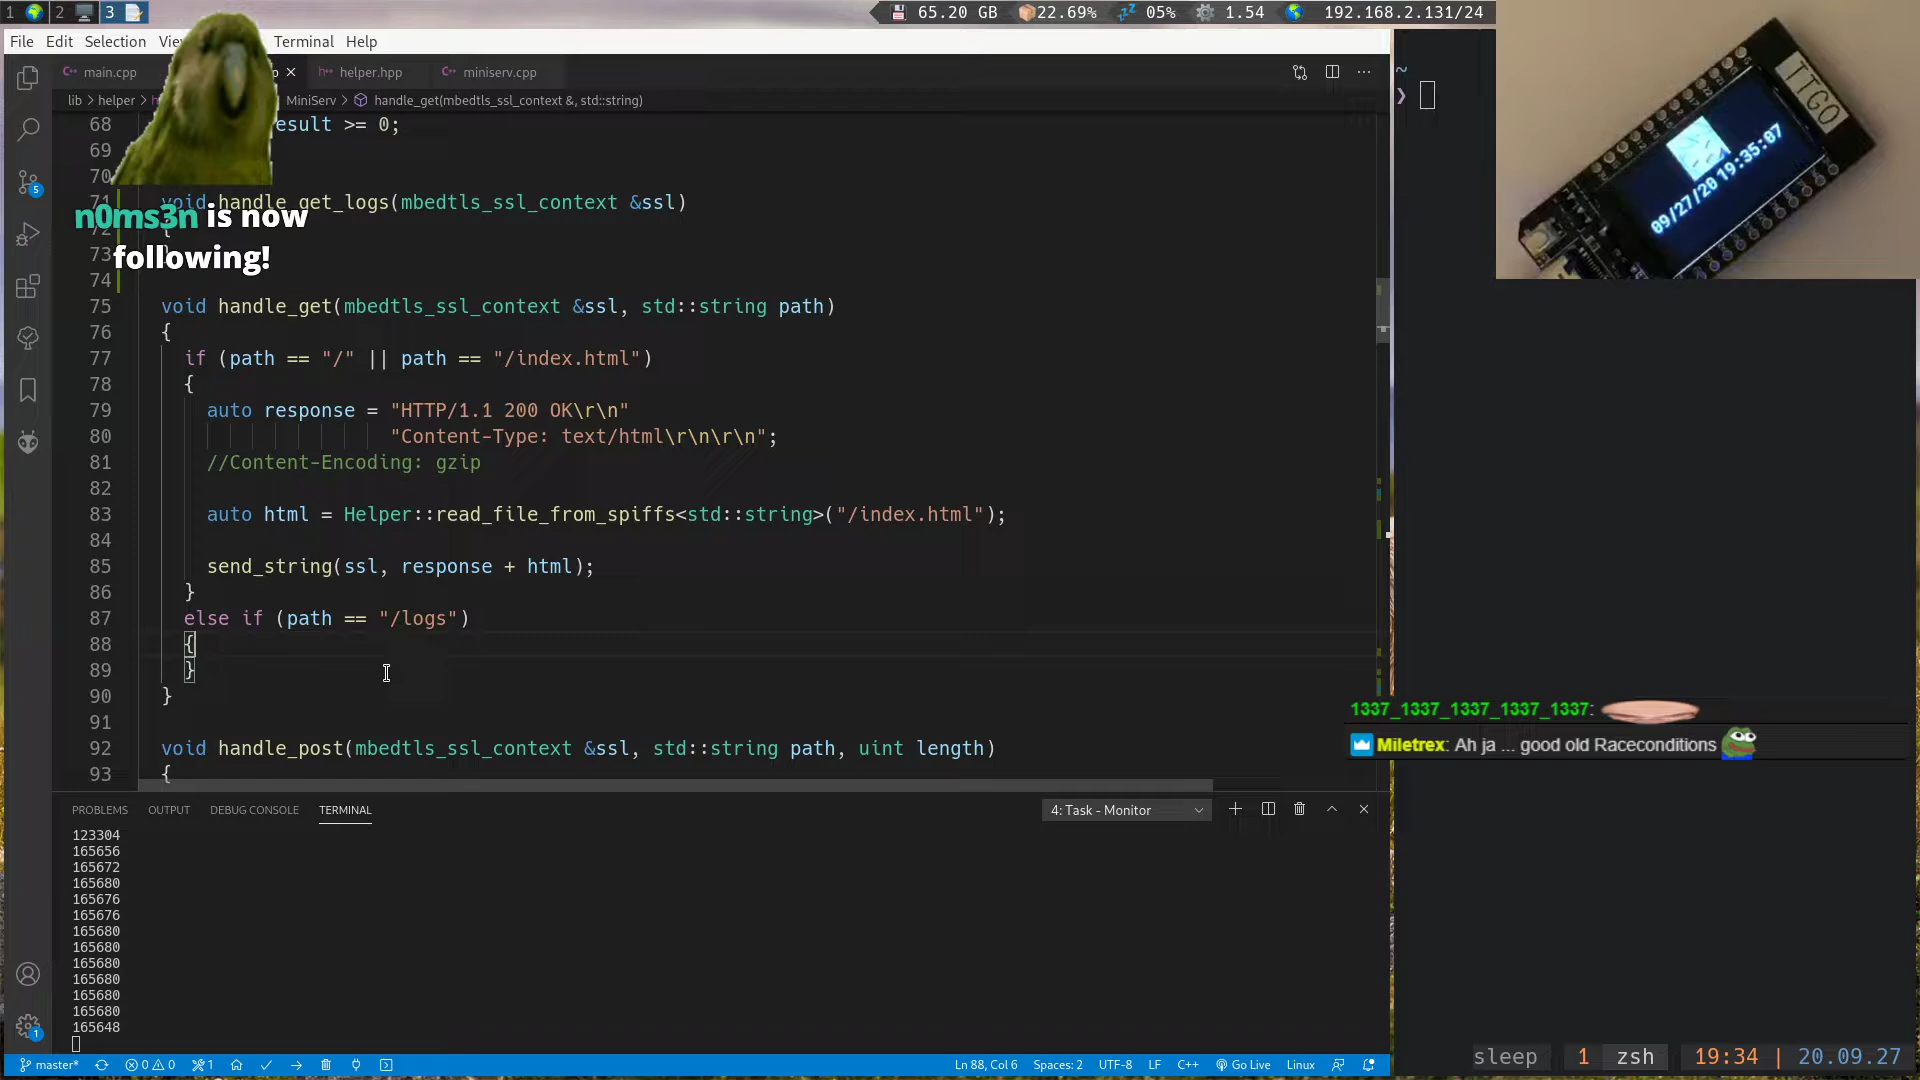 1 2 3 65.20 GB 22.69% 05% 1.54 192.168.2.131/24
File Edit Selection Terminal Help
main.cpp helper.hpp miniserv.cpp
lib > helper > MiniServ > handle_get(mbedtls_ssl_context &, std::string)
68 esult >= 0;
69
70
71 void handle_get_logs(mbedtls_ssl_context &ssl)
72
73
74
n0ms3n is now
following!
75 void handle_get(mbedtls_ssl_context &ssl, std::string path)
76 {
77 if (path == "/" || path == "/index.html")
78 {
79 auto response = "HTTP/1.1 200 OK\r\n"
80 "Content-Type: text/html\r\n\r\n";
81 //Content-Encoding: gzip
82
83 auto html = Helper::read_file_from_spiffs<std::string>("/index.html");
84
85 send_string(ssl, response + html);
86 }
87 else if (path == "/logs")
88 {
89 }
90 }
91
92 void handle_post(mbedtls_ssl_context &ssl, std::string path, uint length)
93 {
PROBLEMS OUTPUT DEBUG CONSOLE TERMINAL 4: Task - Monitor
123304
165656
165672
165680
165676
165676
165680
165680
165680
165680
165680
165680
165648
master* 0 0 1 Ln 88, Col 6 Spaces: 2 UTF-8 LF C++ Go Live Linux
5
1
~
❯
TTGO
09/27/20 19:35:07
1337_1337_1337_1337_1337:
Miletrex: Ah ja ... good old Raceconditions
sleep 1 zsh 19:34 | 20.09.27